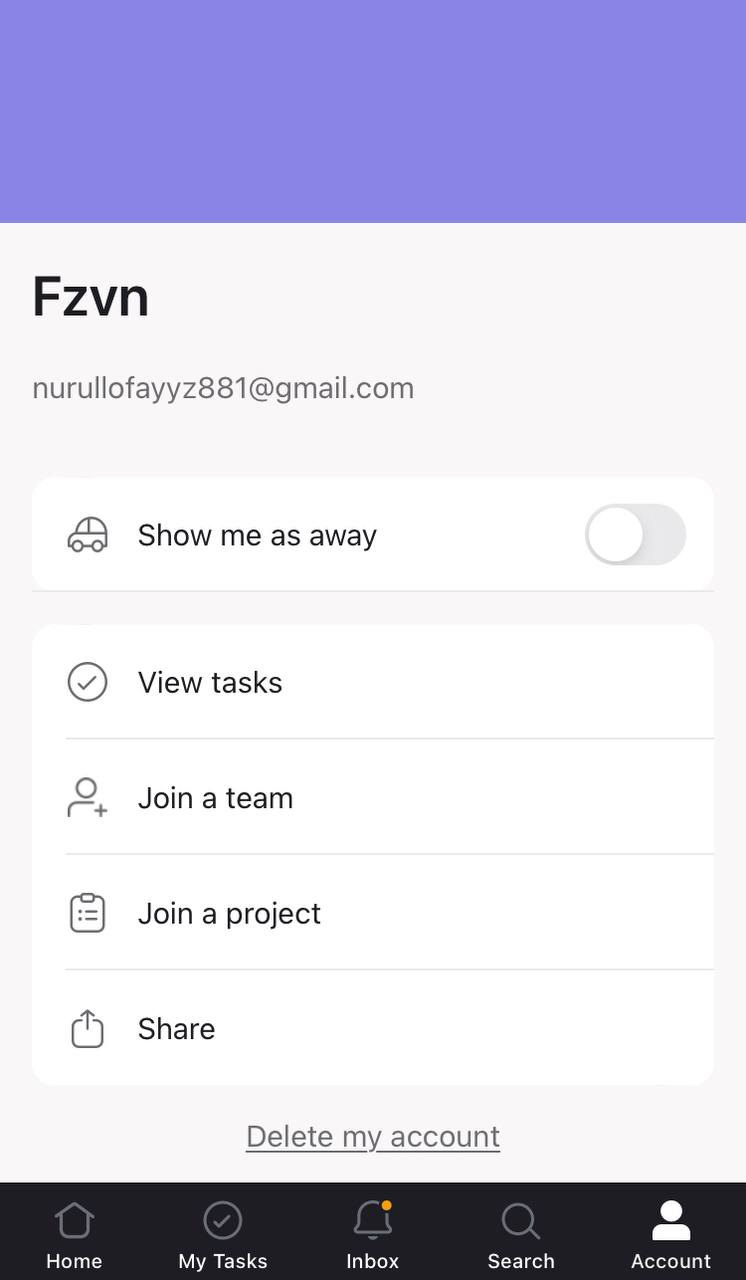 Fzvn
nurullofayyz881@gmail.com
Show me as away
View tasks
Join a team
Join a project
Share
Delete my account
Home My Tasks Inbox Search Account